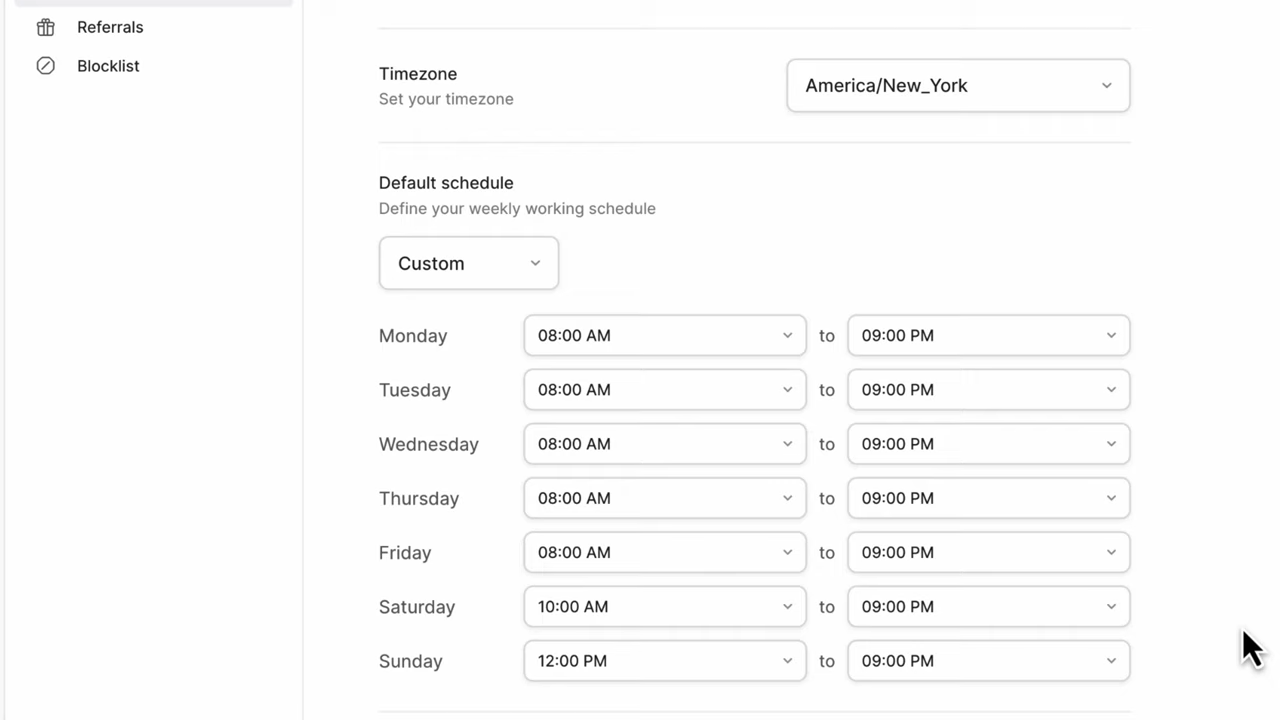 Referrals
Blocklist
Timezone
Set your timezone
America/New_York
Default schedule
Define your weekly working schedule
Custom
Monday 08:00 AM to 09:00 PM
Tuesday 08:00 AM to 09:00 PM
Wednesday 08:00 AM to 09:00 PM
Thursday 08:00 AM to 09:00 PM
Friday 08:00 AM to 09:00 PM
Saturday 10:00 AM to 09:00 PM
Sunday 12:00 PM to 09:00 PM